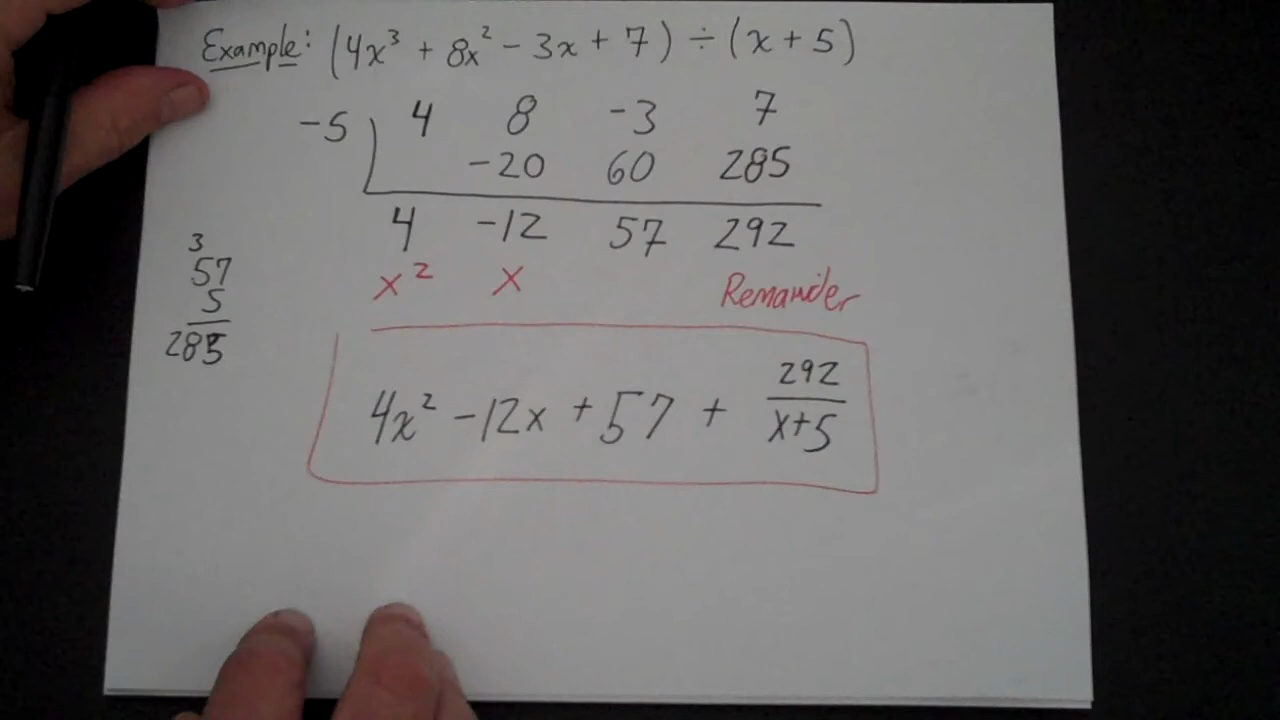 Example: (4x³ + 8x² - 3x + 7) ÷ (x + 5)
-5 4 8 -3 7
-20 60 285
4 -12 57 292
x² x Remainder
3
57
5
285
4x² - 12x + 57 + 292
x+5